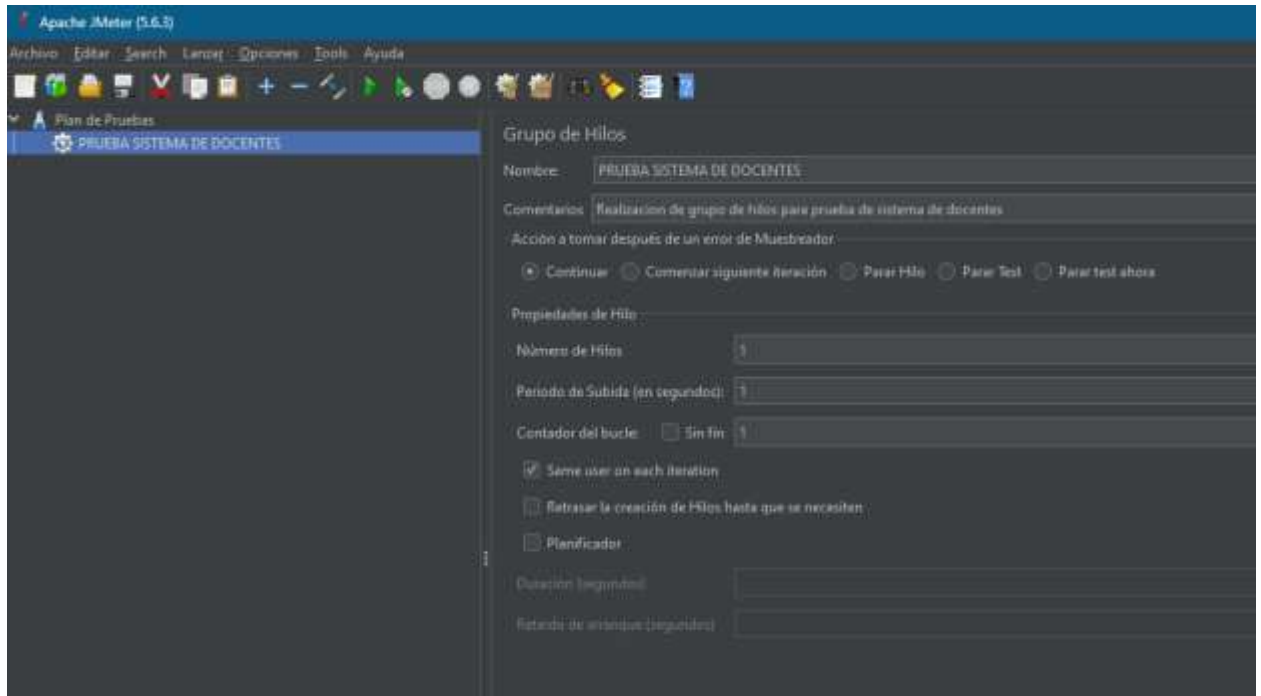 Apache JMeter (5.6.3)
Archivo Editar Search Lanzar Opciones Tools Ayuda
Plan de Pruebas
PRUEBA SISTEMA DE DOCENTES
Grupo de Hilos
Nombre: PRUEBA SISTEMA DE DOCENTES
Comentarios Realizacion de grupo de hilos para prueba de sistema de docentes
Acción a tomar después de un error de Muestreador
Continuar Comenzar siguiente iteración Parar Hilo Parar Test Parar test ahora
Propiedades de Hilo
Número de Hilos 1
Periodo de Subida (en segundos): 1
Contador del bucle: Sin fin 1
Same user on each iteration
Retrasar la creación de Hilos hasta que se necesiten
Planificador
Duración (segundos)
Retardo de arranque (segundos)